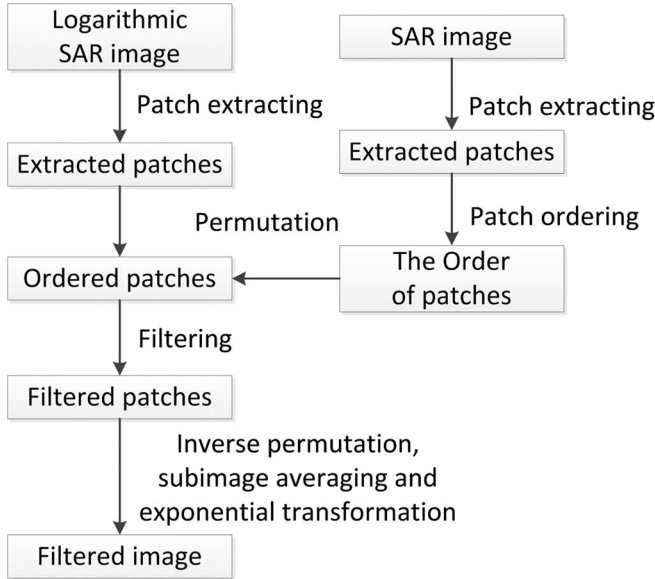 Logarithmic
SAR image
SAR image
Patch extracting
Patch extracting
Extracted patches
Extracted patches
Permutation
Patch ordering
Ordered patches
The Order
of patches
Filtering
Filtered patches
Inverse permutation,
subimage averaging and
exponential transformation
Filtered image